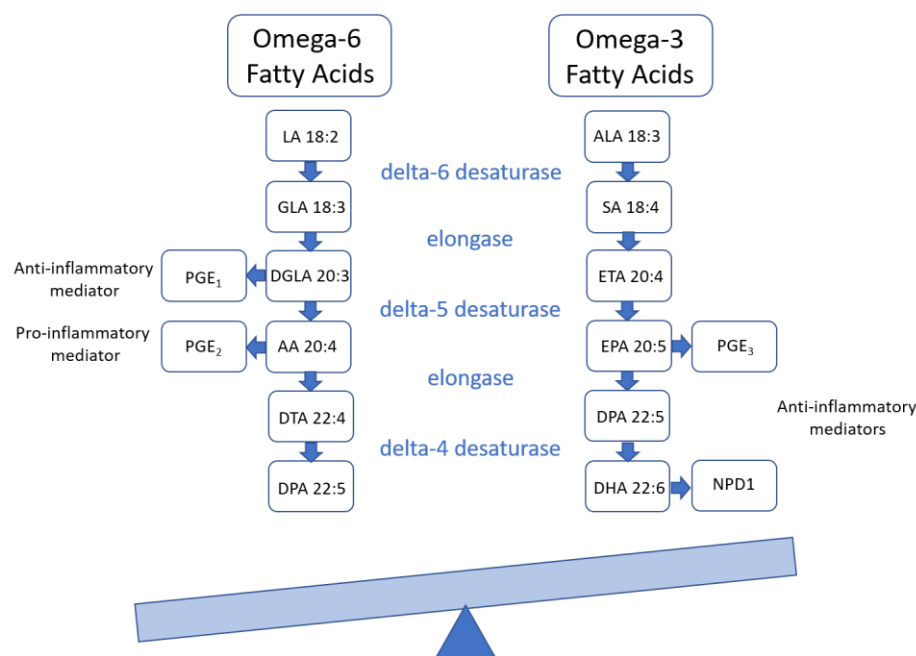 Omega-6
Fatty Acids
Omega-3
Fatty Acids
LA 18:2
ALA 18:3
delta-6 desaturase
GLA 18:3
SA 18:4
elongase
Anti-inflammatory
mediator
PGE₁
DGLA 20:3
ETA 20:4
delta-5 desaturase
Pro-inflammatory
mediator
PGE₂
AA 20:4
EPA 20:5
PGE₃
elongase
DTA 22:4
DPA 22:5
Anti-inflammatory
mediators
delta-4 desaturase
DPA 22:5
DHA 22:6
NPD1